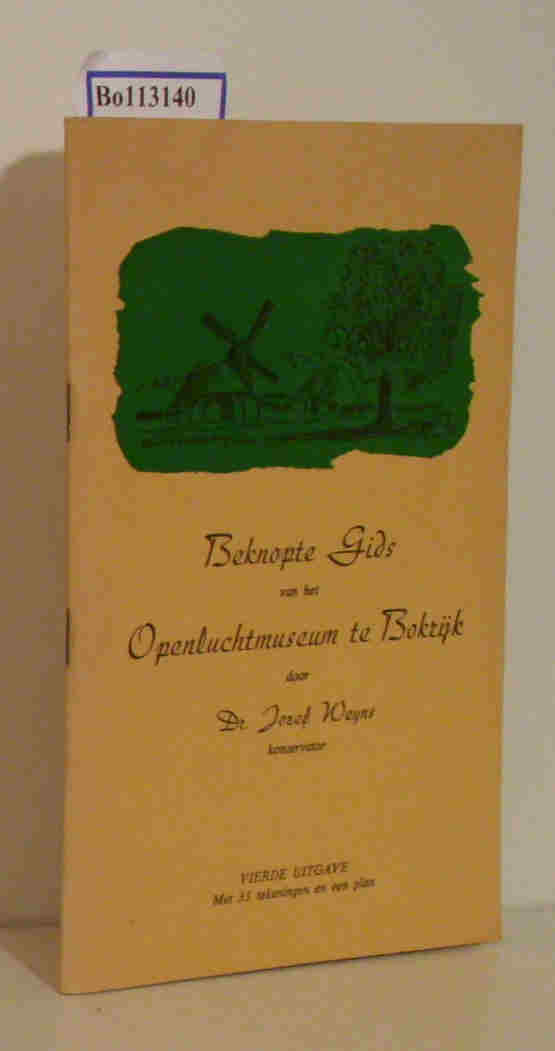 Bo113140
Beknopte Gids
van het
Openluchtmuseum te Bokrijk
door
Dr Jozef Weyns
konservator
VIERDE UITGAVE
Met 35 tekeningen en een plan